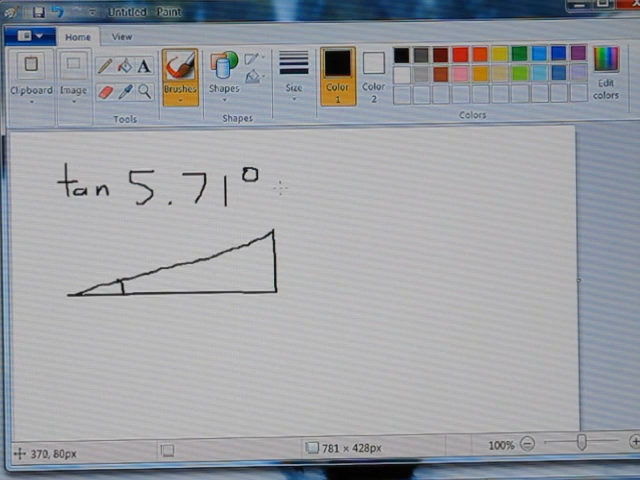 Untitled - Paint
Home View
Clipboard
Image
A
Tools
Brushes
Shapes
Shapes
Size
Color 1
Color 2
Edit colors
Colors
tan 5.71°
370, 80px
781 × 428px
100%